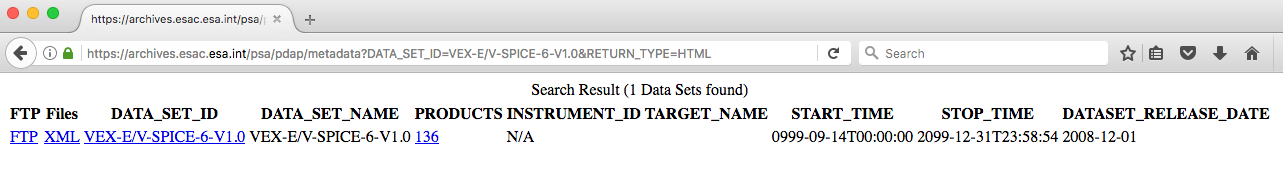 https://archives.esac.esa.int/psa/p
https://archives.esac.esa.int/psa/pdap/metadata?DATA_SET_ID=VEX-E/V-SPICE-6-V1.0&RETURN_TYPE=HTML
Search
Search Result (1 Data Sets found)
FTP Files DATA_SET_ID DATA_SET_NAME PRODUCTS INSTRUMENT_ID TARGET_NAME START_TIME STOP_TIME DATASET_RELEASE_DATE
FTP XML VEX-E/V-SPICE-6-V1.0 VEX-E/V-SPICE-6-V1.0 136 N/A 0999-09-14T00:00:00 2099-12-31T23:58:54 2008-12-01